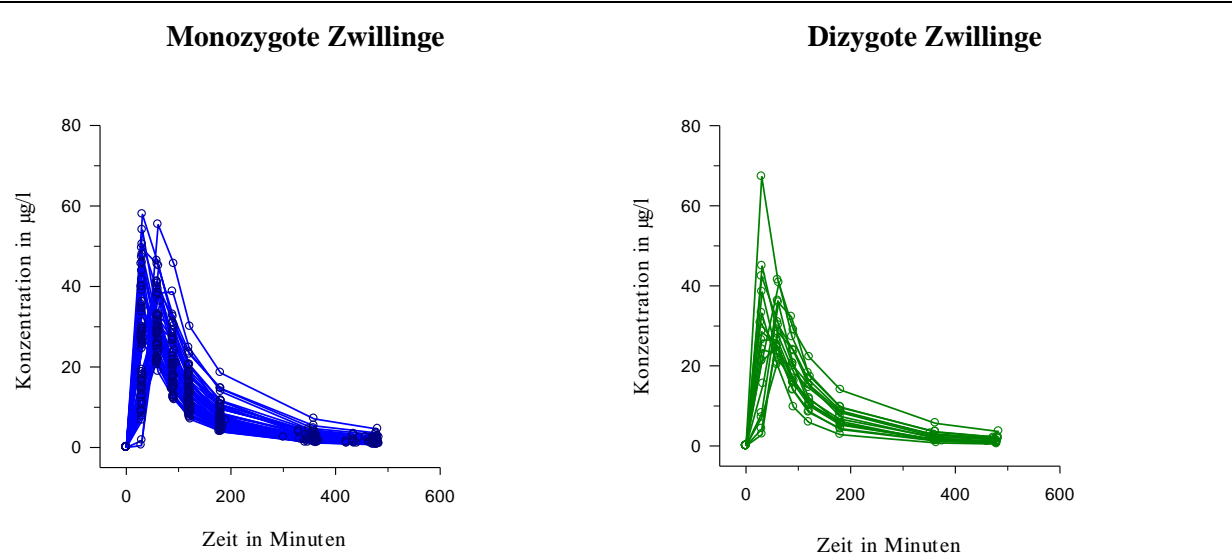 Monozygote Zwillinge
Dizygote Zwillinge
80
60
40
20
0
Konzentration in µg/l
0 200 400 600
Zeit in Minuten
80
60
40
20
0
Konzentration in µg/l
0 200 400 600
Zeit in Minuten